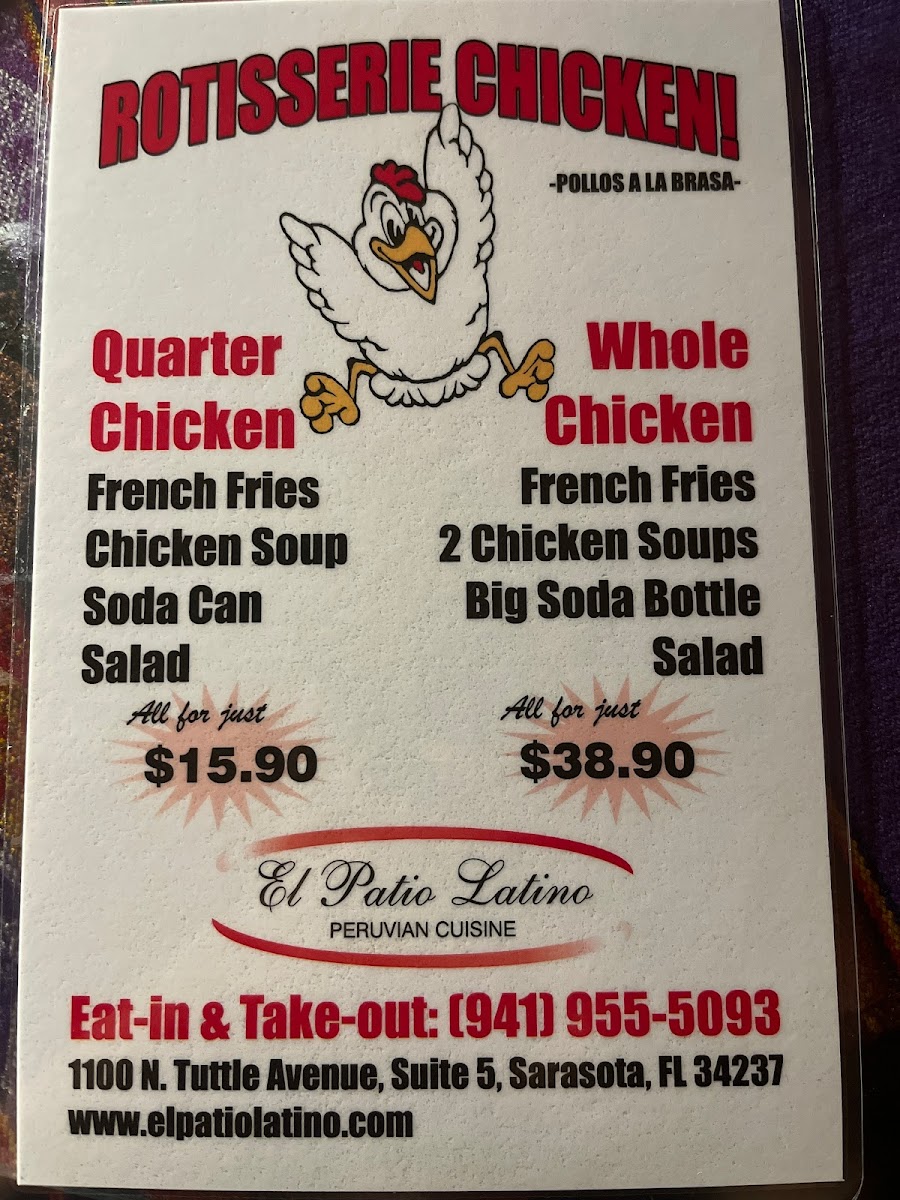 ROTISSERIE CHICKEN!
-POLLOS A LA BRASA-
Quarter
Chicken
French Fries
Chicken Soup
Soda Can
Salad
All for just
$15.90
Whole
Chicken
French Fries
2 Chicken Soups
Big Soda Bottle
Salad
All for just
$38.90
El Patio Latino
PERUVIAN CUISINE
Eat-in & Take-out: (941) 955-5093
1100 N. Tuttle Avenue, Suite 5, Sarasota, FL 34237
www.elpatiolatino.com